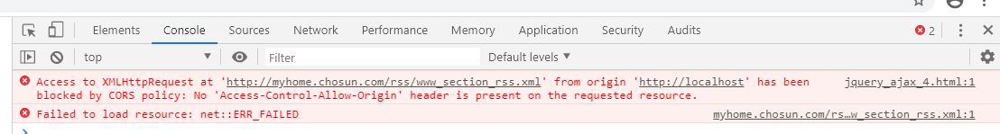 Elements Console Sources Network Performance Memory Application Security Audits 2
top Filter Default levels
Access to XMLHttpRequest at 'http://myhome.chosun.com/rss/www_section_rss.xml' from origin 'http://localhost' has been jquery_ajax_4.html:1
blocked by CORS policy: No 'Access-Control-Allow-Origin' header is present on the requested resource.
Failed to load resource: net::ERR_FAILED myhome.chosun.com/rs…w_section_rss.xml:1